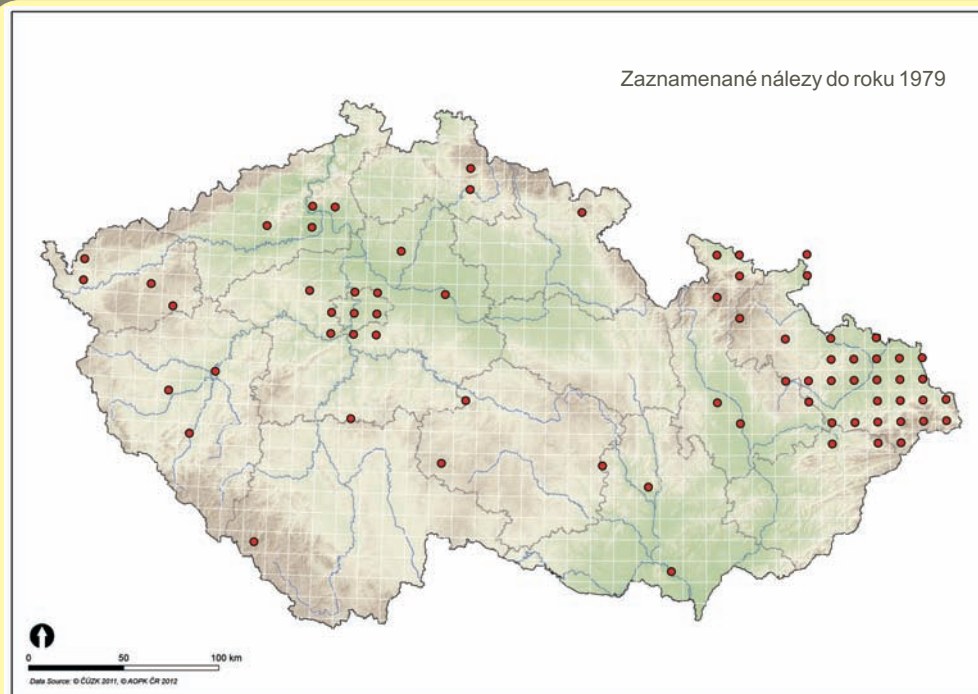 Zaznamenané nálezy do roku 1979
0 50 100 km
Data Source: © ČÚZK 2011, © AOPK ČR 2012